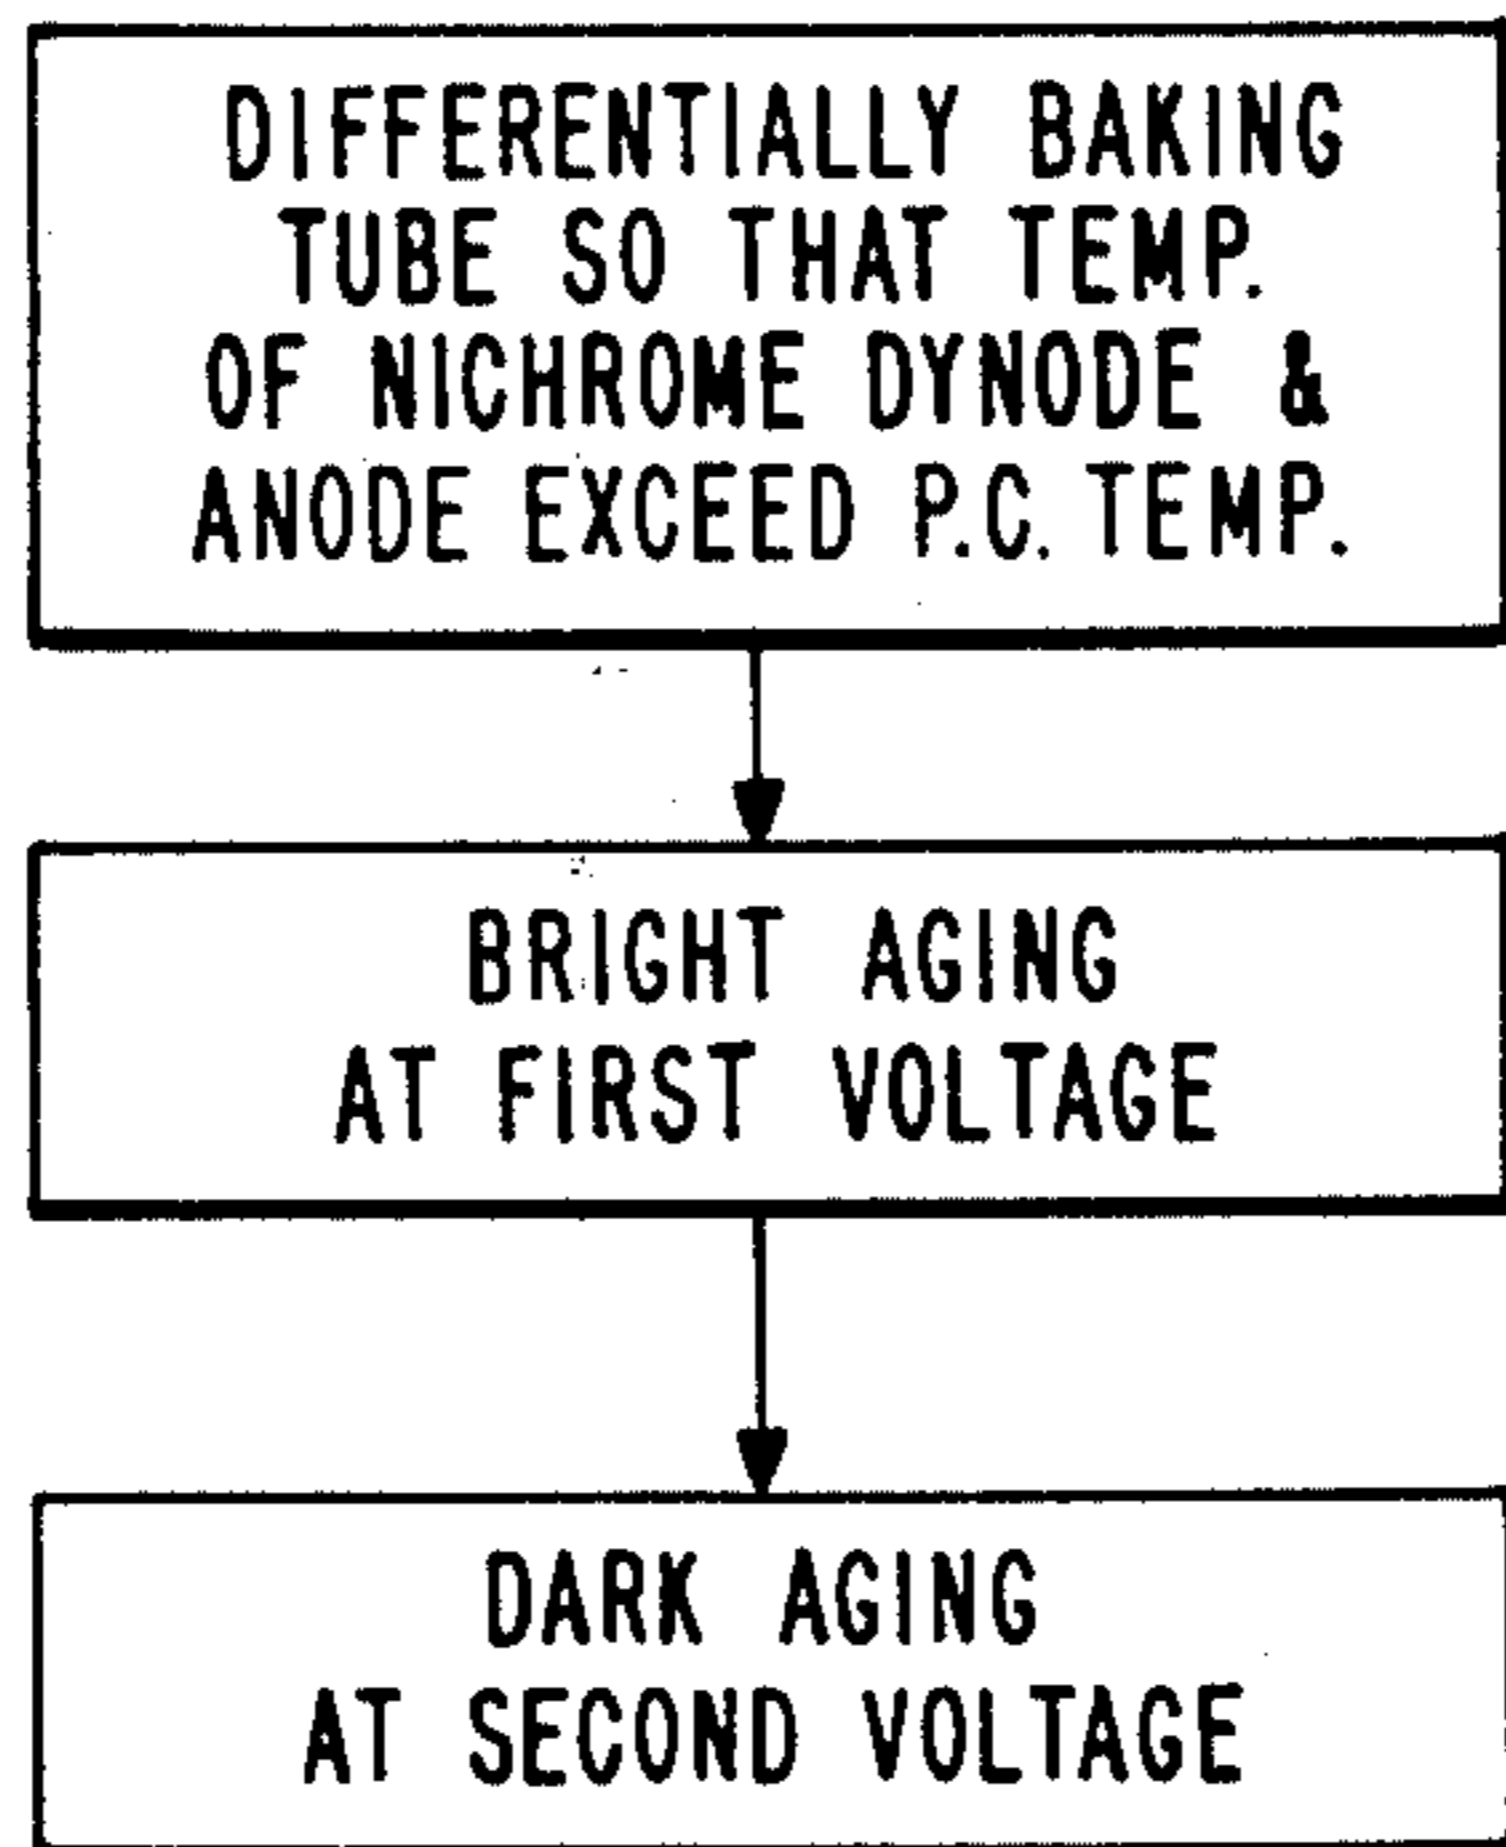 DIFFERENTIALLY BAKING
TUBE SO THAT TEMP.
OF NICHROME DYNODE &
ANODE EXCEED P.C. TEMP.
BRIGHT AGING
AT FIRST VOLTAGE
DARK AGING
AT SECOND VOLTAGE